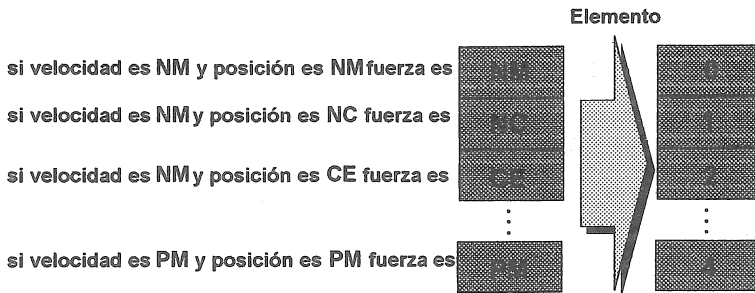 Elemento
si velocidad es NM y posición es NM fuerza es NM 0
si velocidad es NM y posición es NC fuerza es NC 1
si velocidad es NM y posición es CE fuerza es CE 2
si velocidad es PM y posición es PM fuerza es PM 4